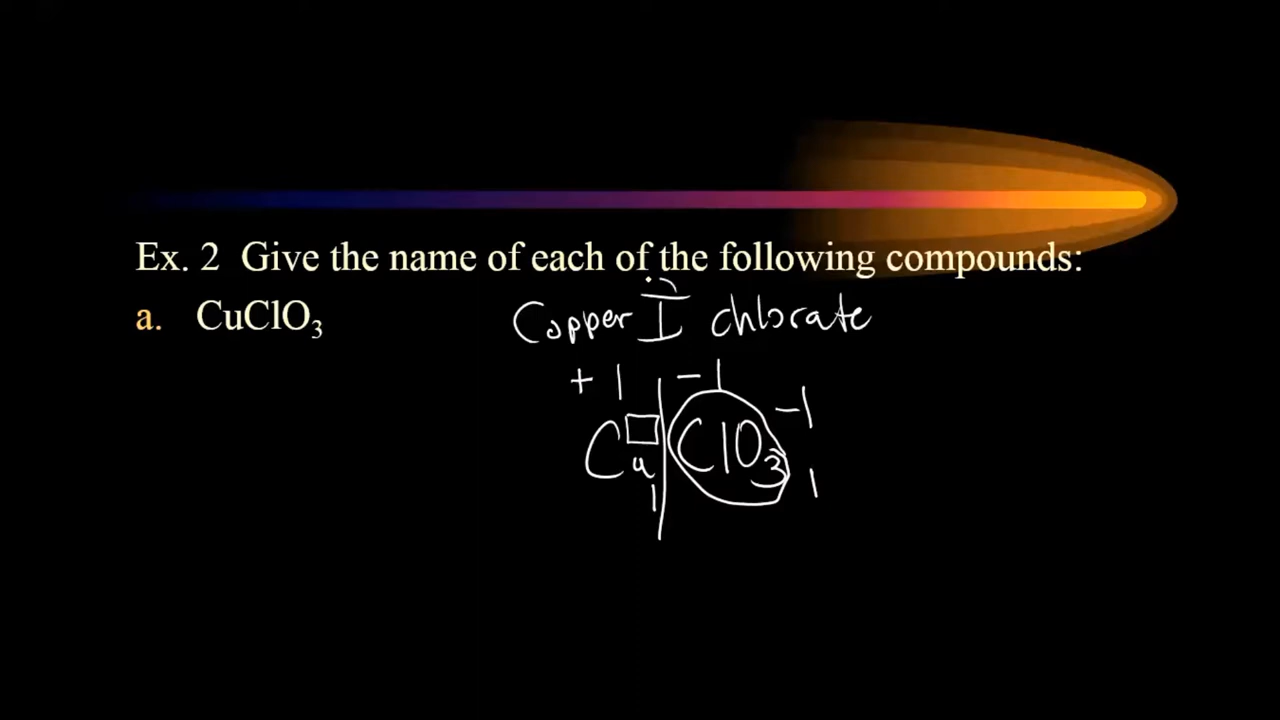 Ex. 2 Give the name of each of the following compounds:
a. CuClO₃ Copper I chlorate
+ 1 - 1
Cu ClO₃ -1
1 1